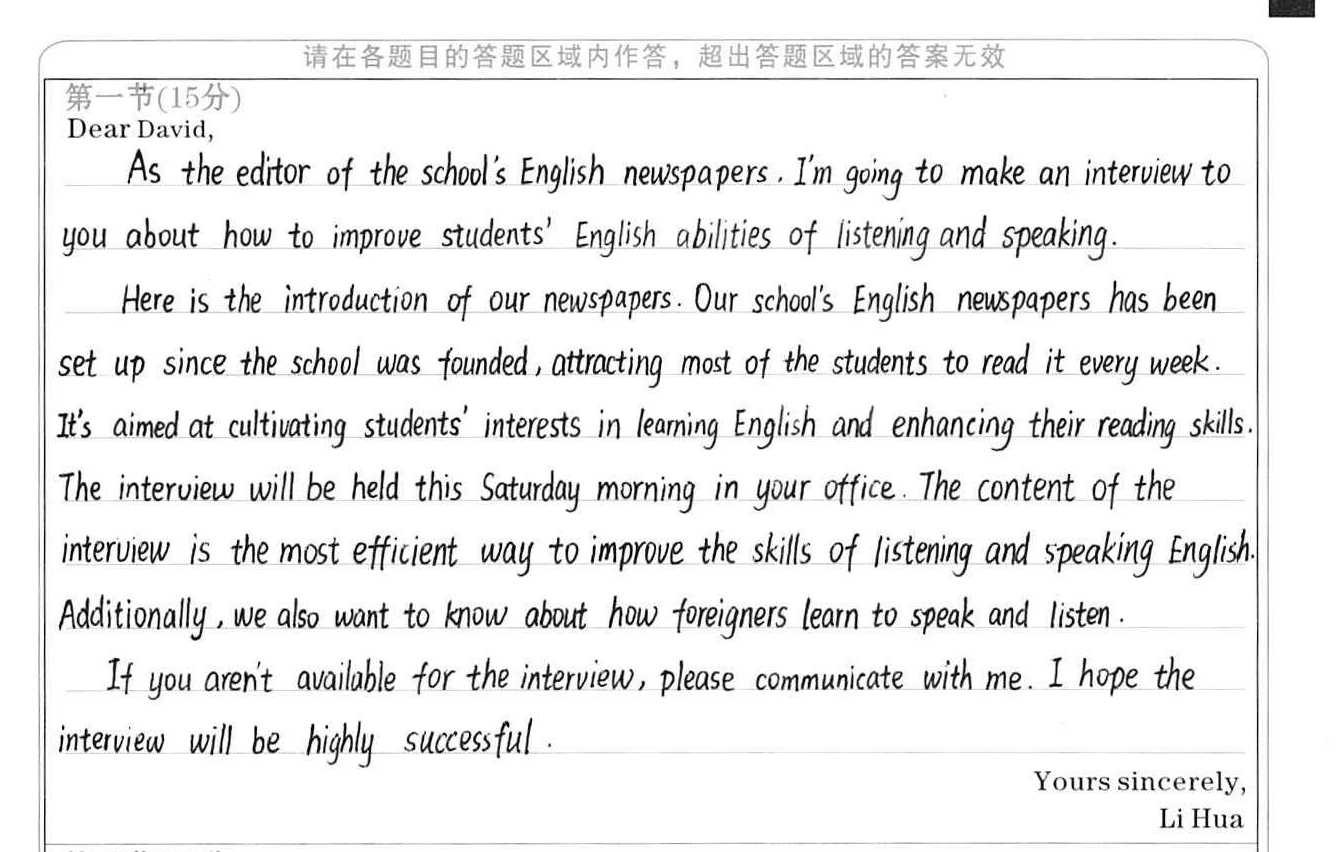 请在各题目的答题区域内作答，超出答题区域的答案无效
第一节(15分)
Dear David,
As the editor of the school's English newspapers. I'm going to make an interview to
you about how to improve students' English abilities of listening and speaking.
Here is the introduction of our newspapers. Our school's English newspapers has been
set up since the school was founded, attracting most of the students to read it every week.
It's aimed at cultivating students' interests in learning English and enhancing their reading skills.
The interview will be held this Saturday morning in your office. The content of the
interview is the most efficient way to improve the skills of listening and speaking English.
Additionally, we also want to know about how foreigners learn to speak and listen.
If you aren't available for the interview, please communicate with me. I hope the
interview will be highly successful.
Yours sincerely,
Li Hua